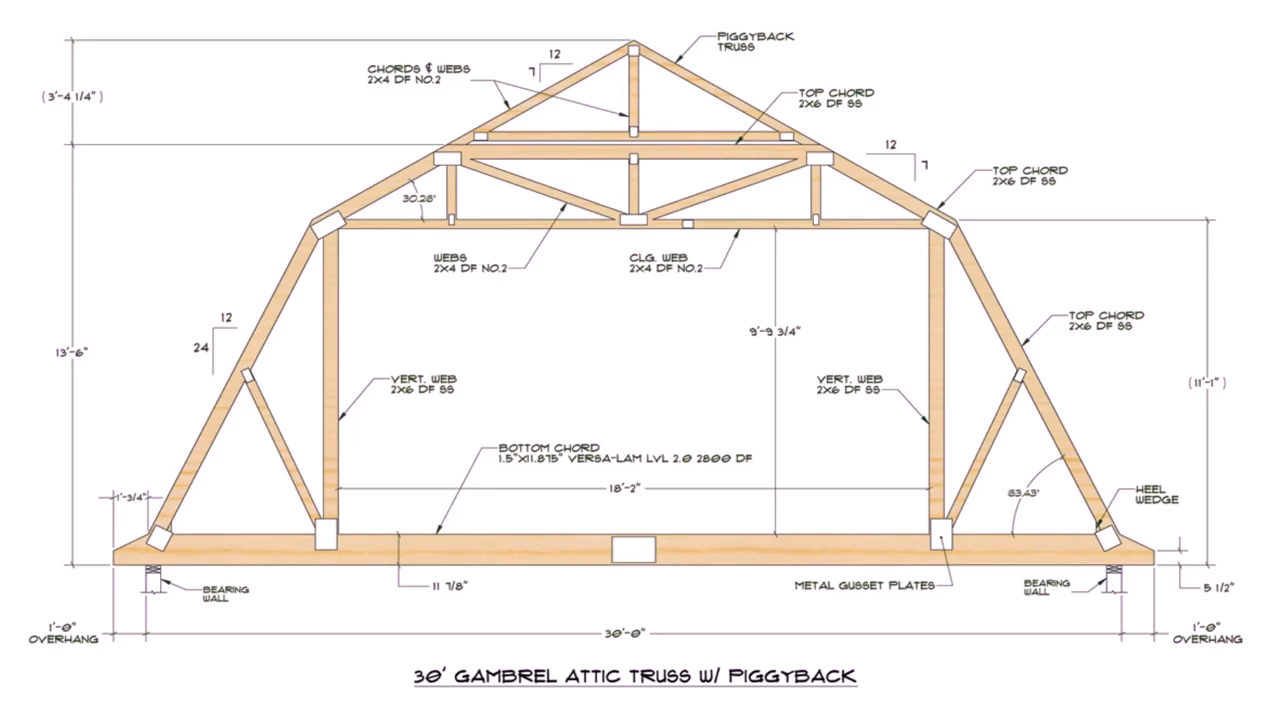 PIGGYBACK
TRUSS
12
7
CHORDS & WEBS
2X4 DF NO.2
(3'-4 1/4")
TOP CHORD
2X6 DF SS
12
7
TOP CHORD
2X6 DF SS
30.26°
WEBS
2X4 DF NO.2
CLG. WEB
2X4 DF NO.2
12
24
TOP CHORD
2X6 DF SS
9'-9 3/4"
13'-6"
(11'-1")
VERT. WEB
2X6 DF SS
VERT. WEB
2X6 DF SS
BOTTOM CHORD
1.5"X11.875" VERSA-LAM LVL 2.0 2800 DF
18'-2"
1'-3/4"
63.43°
HEEL
WEDGE
11 7/8"
METAL GUSSET PLATES
BEARING
WALL
BEARING
WALL
5 1/2"
1'-0"
OVERHANG
30'-0"
1'-0"
OVERHANG
30' GAMBREL ATTIC TRUSS W/ PIGGYBACK